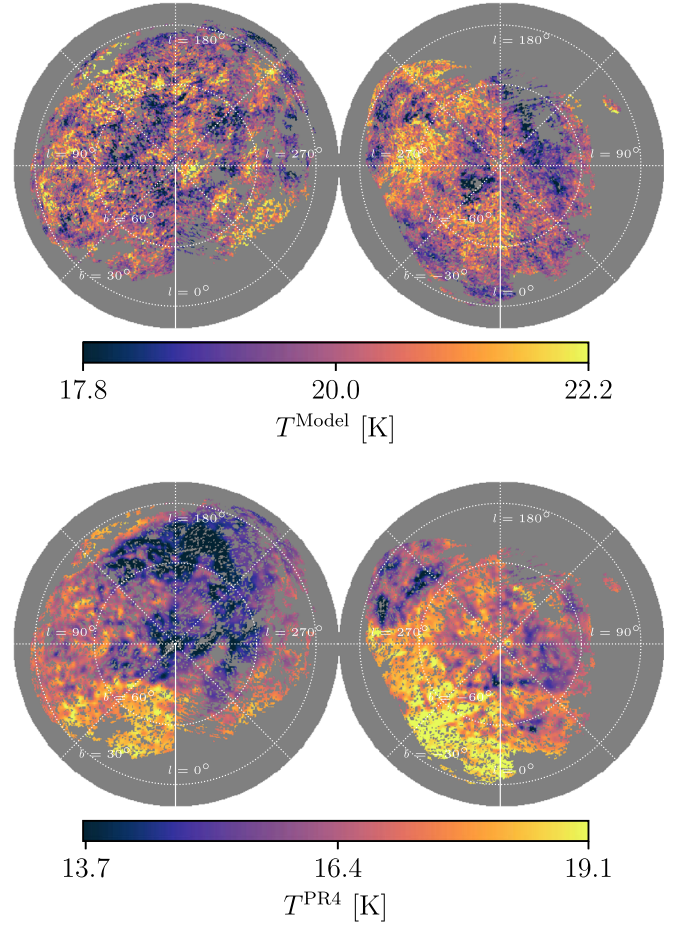 l = 180° l = 180°
l = 90° l = 270° l = 270° l = 90°
b = 60° b = −60°
b = 30° b = −30°
l = 0° l = 0°
17.8 20.0 22.2
T^Model [K]
l = 180° l = 180°
l = 90° l = 270° l = 270° l = 90°
b = 60° b = −60°
b = 30° b = −30°
l = 0° l = 0°
13.7 16.4 19.1
T^PR4 [K]